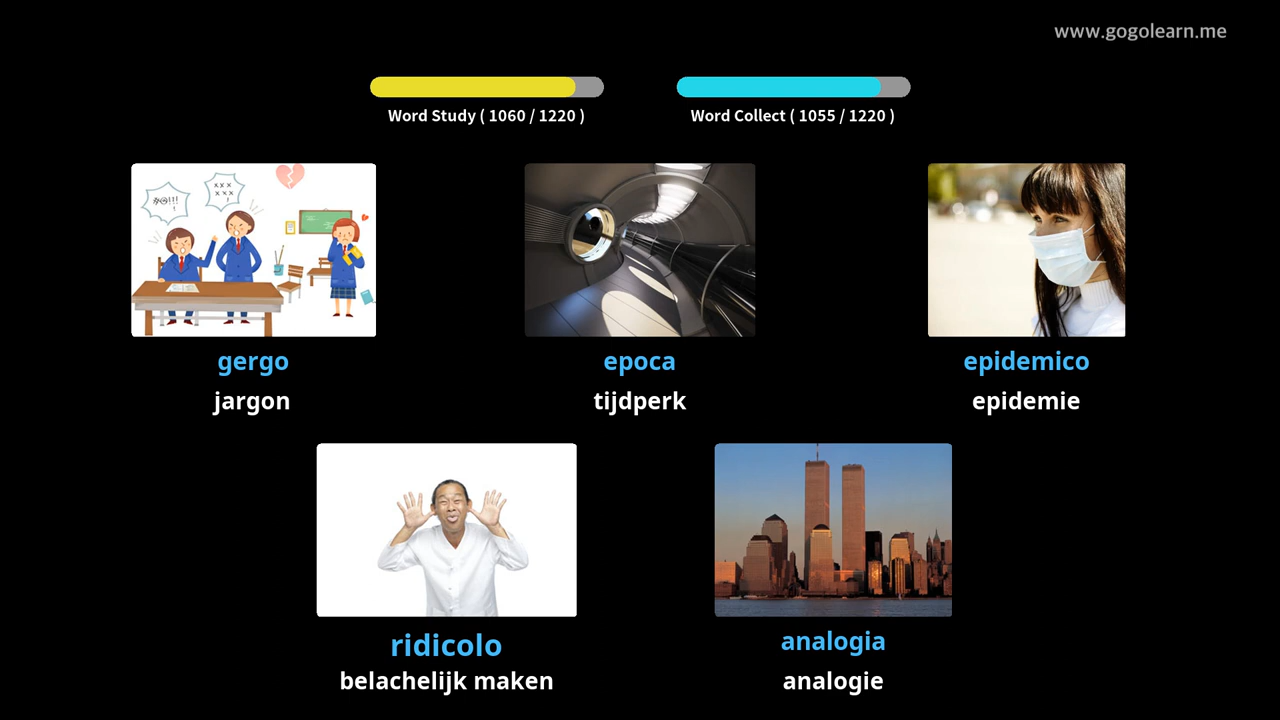 www.gogolearn.me
Word Study ( 1060 / 1220 )
Word Collect ( 1055 / 1220 )
#@!!!
!
x x x
x x x
gergo
jargon
epoca
tijdperk
epidemico
epidemie
ridicolo
belachelijk maken
analogia
analogie